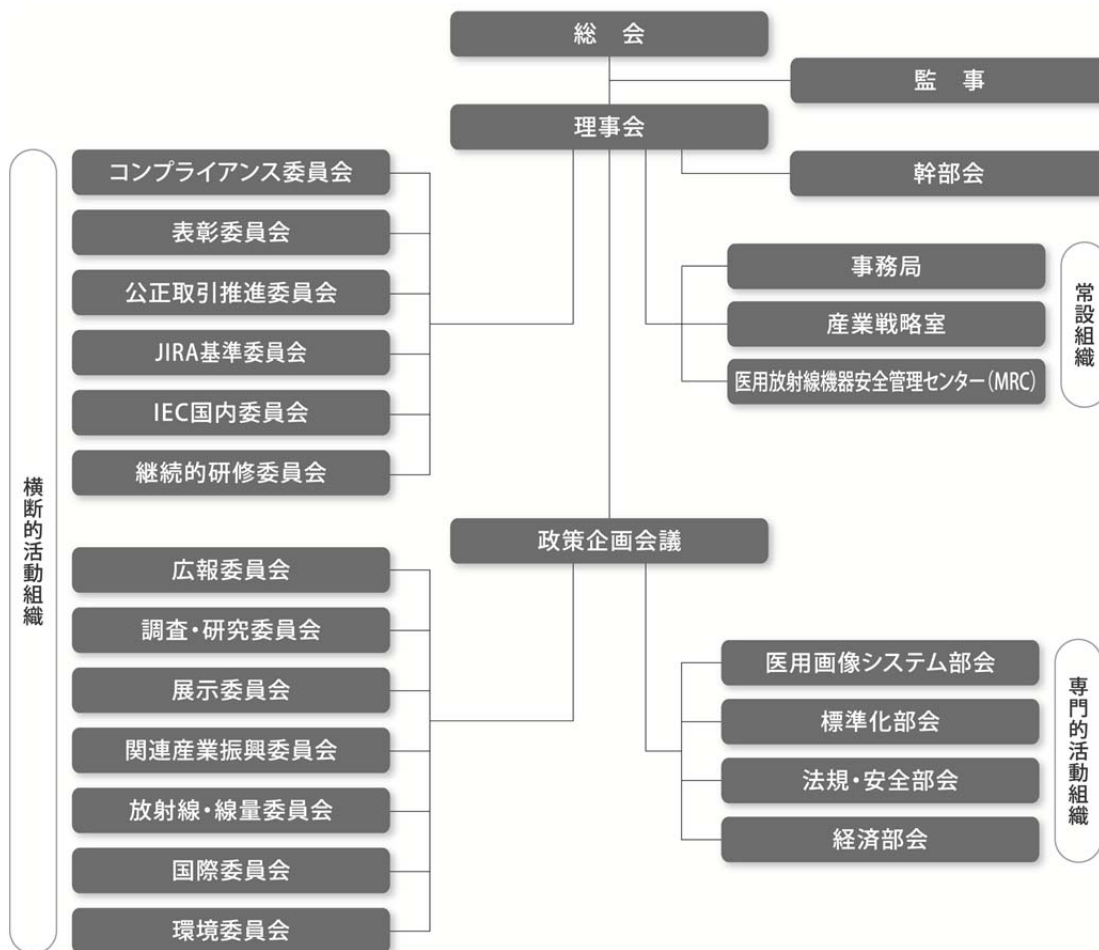 総　会
監　事
理事会
幹部会
横断的活動組織
コンプライアンス委員会
表彰委員会
公正取引推進委員会
JIRA基準委員会
IEC国内委員会
継続的研修委員会
事務局
産業戦略室
医用放射線機器安全管理センター(MRC)
常設組織
政策企画会議
広報委員会
調査・研究委員会
展示委員会
関連産業振興委員会
放射線・線量委員会
国際委員会
環境委員会
医用画像システム部会
標準化部会
法規・安全部会
経済部会
専門的活動組織